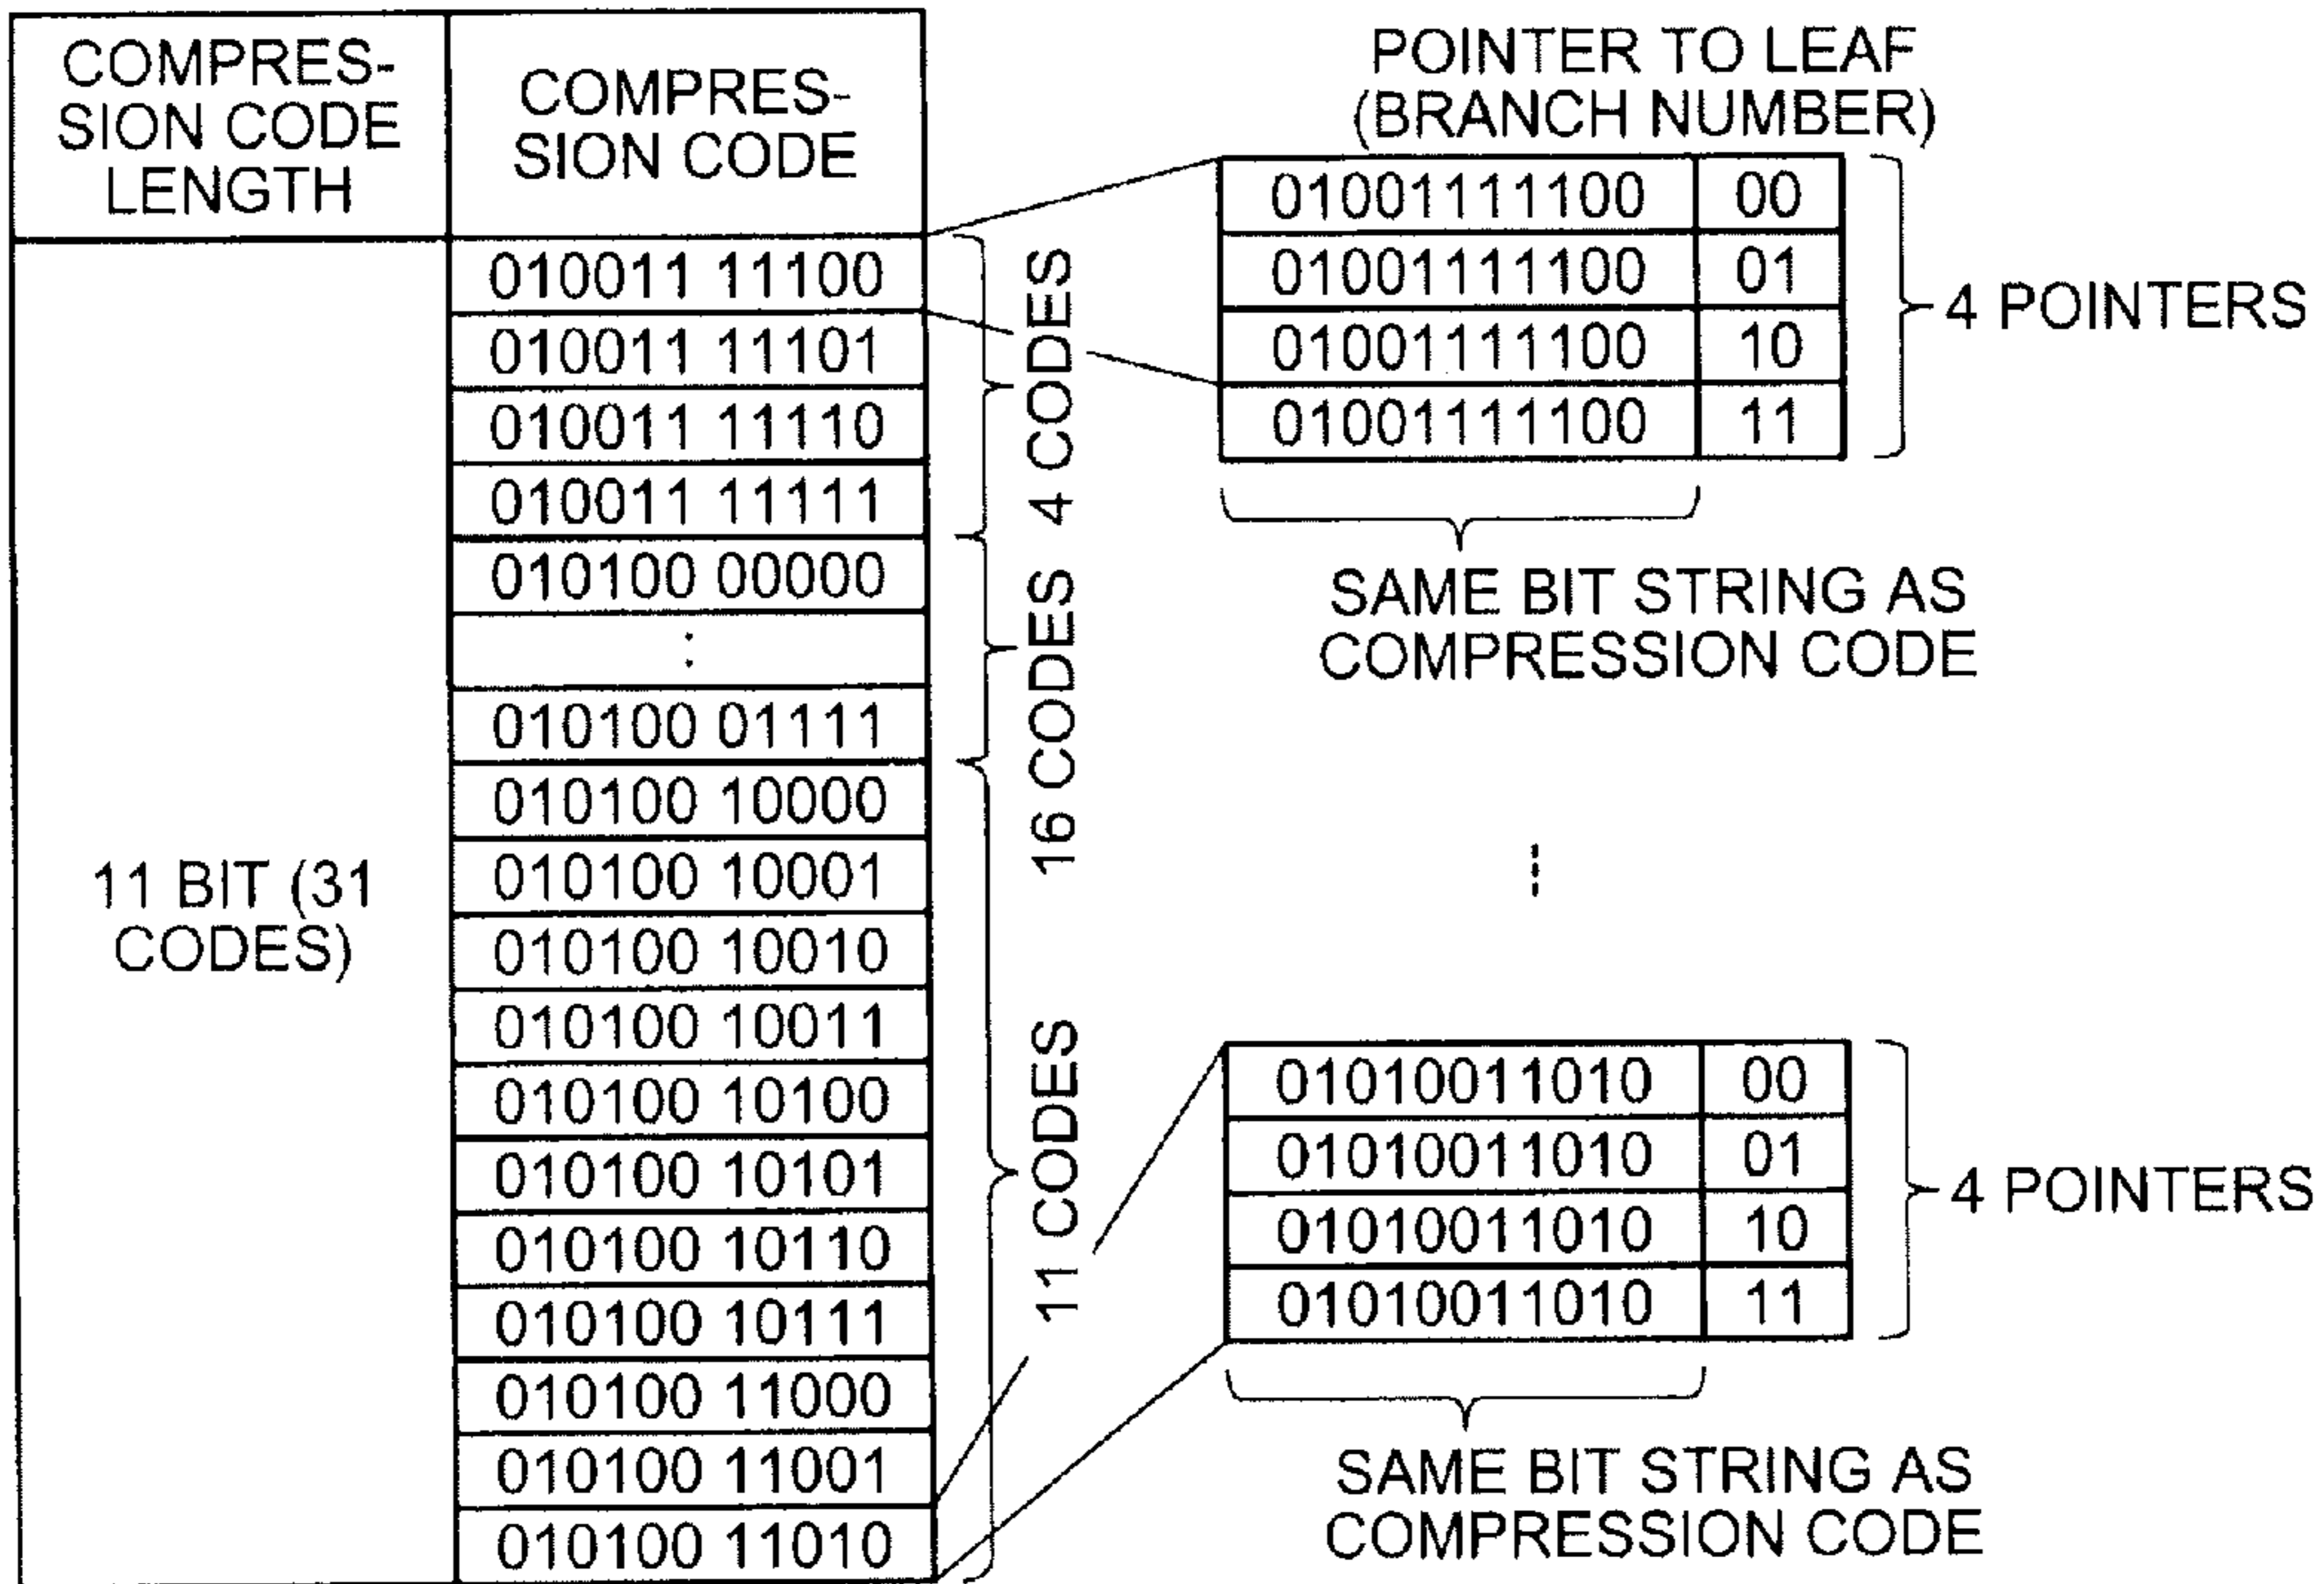 COMPRES-
SION CODE
LENGTH
COMPRES-
SION CODE
11 BIT (31
CODES)
010011 11100
010011 11101
010011 11110
010011 11111
010100 00000
:
010100 01111
010100 10000
010100 10001
010100 10010
010100 10011
010100 10100
010100 10101
010100 10110
010100 10111
010100 11000
010100 11001
010100 11010
4 CODES
16 CODES
11 CODES
POINTER TO LEAF
(BRANCH NUMBER)
01001111100 00
01001111100 01
01001111100 10
01001111100 11
4 POINTERS
SAME BIT STRING AS
COMPRESSION CODE
01010011010 00
01010011010 01
01010011010 10
01010011010 11
4 POINTERS
SAME BIT STRING AS
COMPRESSION CODE